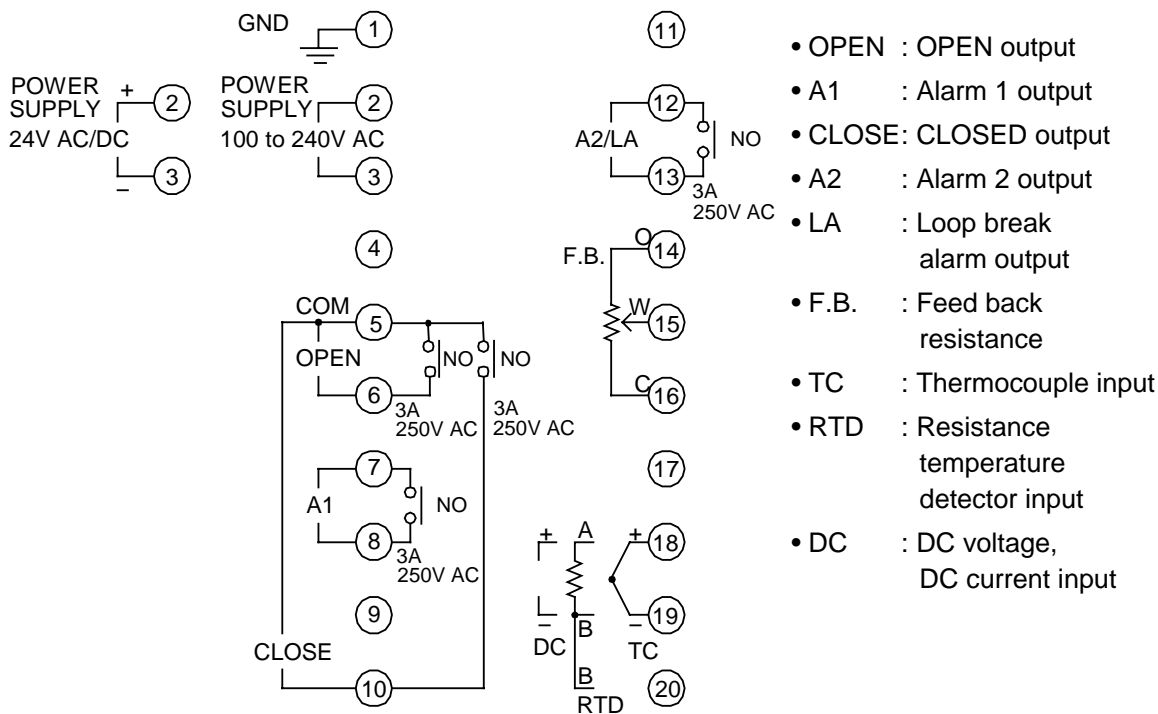 GND
1
POWER SUPPLY
24V AC/DC
+
2
–
3
POWER SUPPLY
100 to 240V AC
2
3
4
COM
5
OPEN
6
NO
3A
250V AC
NO
3A
250V AC
7
A1
8
NO
3A
250V AC
9
CLOSE
10
11
12
A2/LA
13
NO
3A
250V AC
F.B.
O
14
W
15
C
16
17
+
–
DC
A
B
B
RTD
+
18
–
19
TC
20
• OPEN : OPEN output
• A1 : Alarm 1 output
• CLOSE: CLOSED output
• A2 : Alarm 2 output
• LA : Loop break
alarm output
• F.B. : Feed back
resistance
• TC : Thermocouple input
• RTD : Resistance
temperature
detector input
• DC : DC voltage,
DC current input